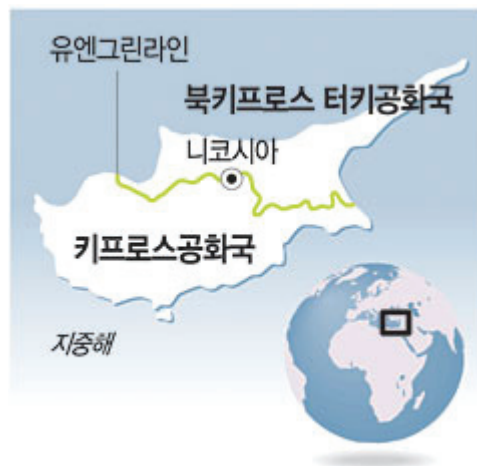 유엔그린라인
북키프로스 터키공화국
니코시아
키프로스공화국
지중해